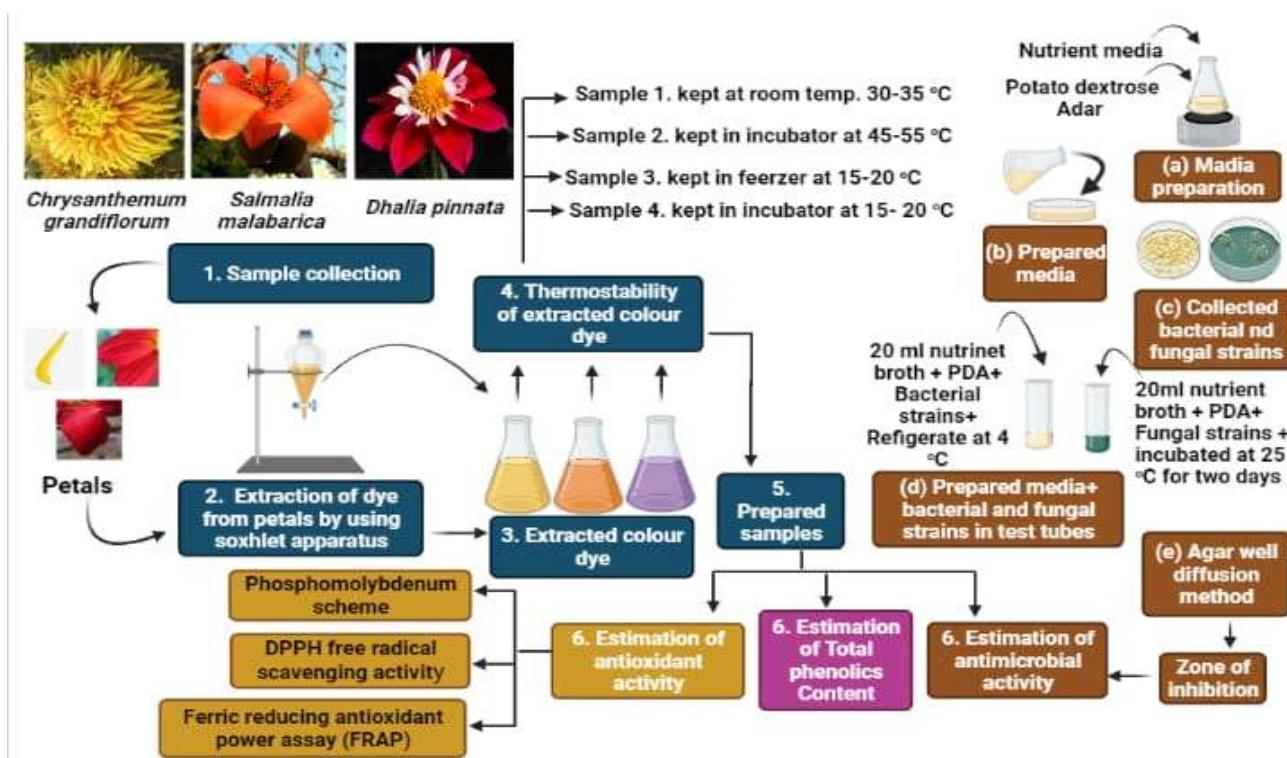 Chrysanthemum
grandiflorum
Salmalia
malabarica
Dhalia pinnata
Sample 1. kept at room temp. 30-35 °C
Sample 2. kept in incubator at 45-55 °C
Sample 3. kept in feerzer at 15-20 °C
Sample 4. kept in incubator at 15- 20 °C
1. Sample collection
Petals
2. Extraction of dye
from petals by using
soxhlet apparatus
3. Extracted colour
dye
4. Thermostability
of extracted colour
dye
5.
Prepared
samples
6. Estimation of
antioxidant
activity
Phosphomolybdenum
scheme
DPPH free radical
scavenging activity
Ferric reducing antioxidant
power assay (FRAP)
6. Estimation
of Total
phenolics
Content
6. Estimation of
antimicrobial
activity
Nutrient media
Potato dextrose
Adar
(a) Madia
preparation
(b) Prepared
media
(c) Collected
bacterial nd
fungal strains
20 ml nutrinet
broth + PDA+
Bacterial
strains+
Refigerate at 4
°C
20ml nutrient
broth + PDA+
Fungal strains +
incubated at 25
°C for two days
(d) Prepared media+
bacterial and fungal
strains in test tubes
(e) Agar well
diffusion
method
Zone of
inhibition